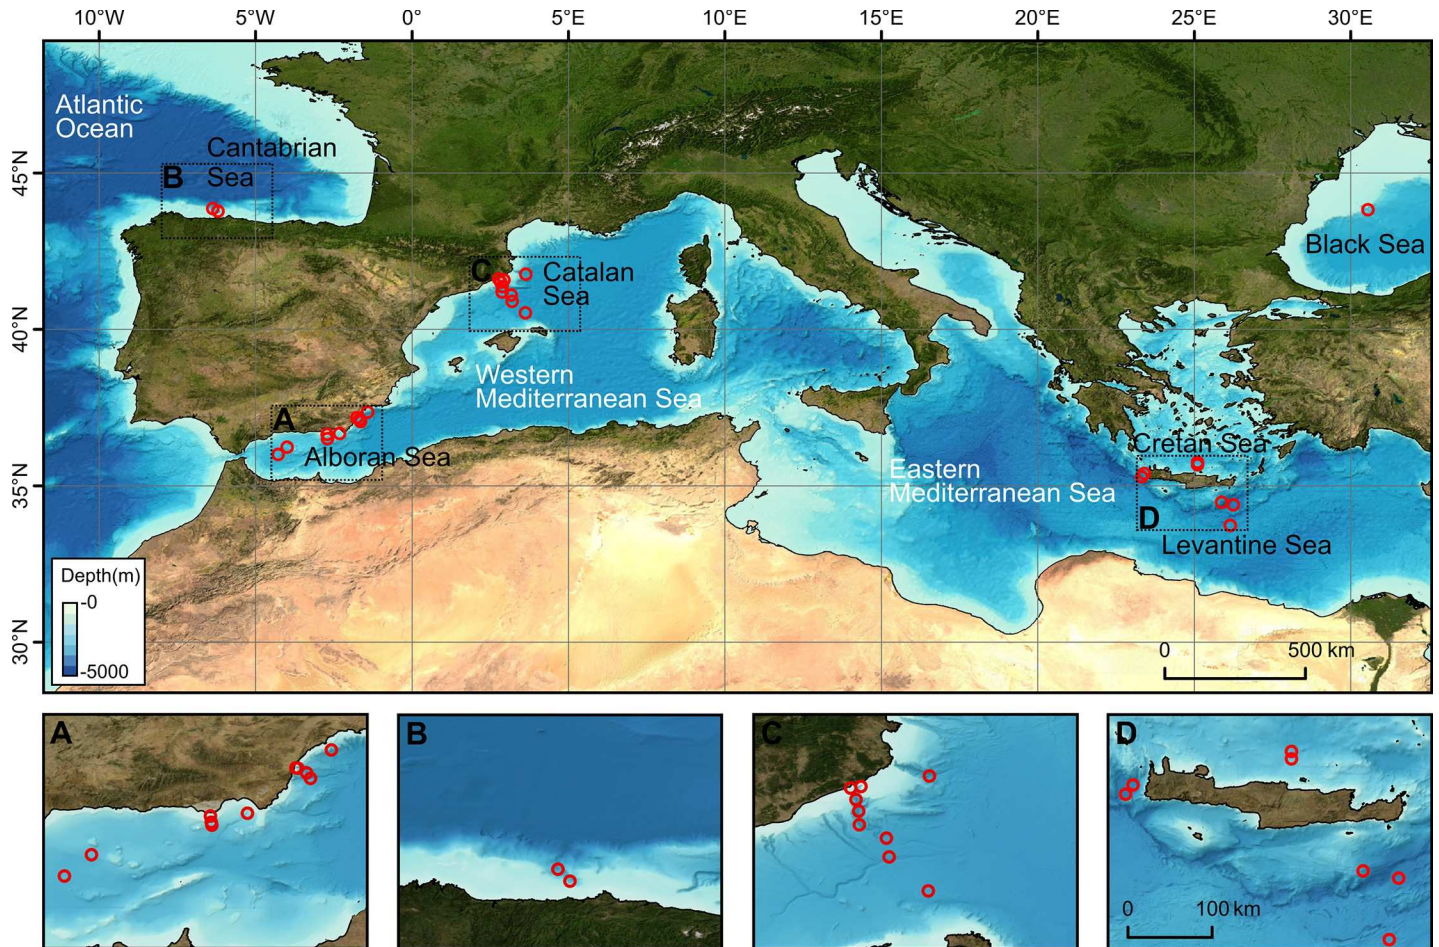 10°W 5°W 0° 5°E 10°E 15°E 20°E 25°E 30°E
Atlantic
Ocean
Cantabrian
Sea
B
45°N
Black Sea
C
Catalan
Sea
40°N
Western
Mediterranean Sea
A
Alboran Sea
Cretan Sea
Eastern
Mediterranean Sea
35°N
D
Levantine Sea
Depth(m)
-0
-5000
30°N
0 500 km
A
B
C
D
0 100 km